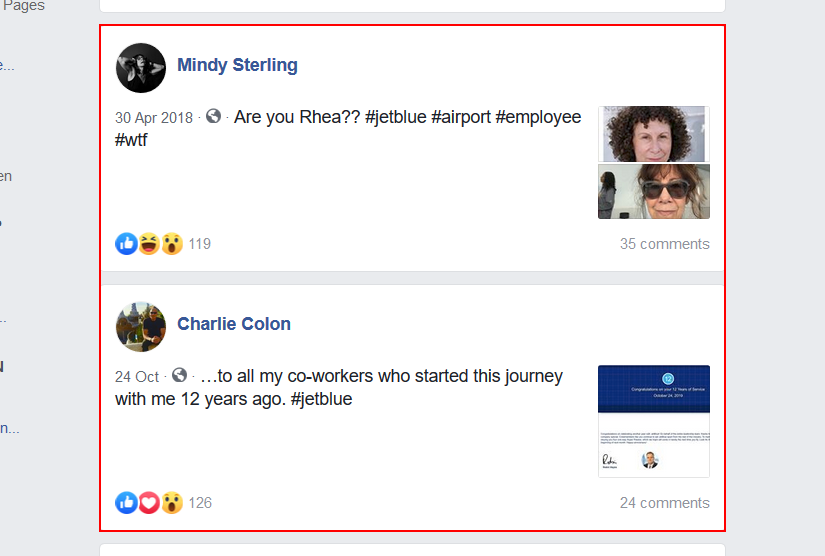 Pages
e...
Mindy Sterling
30 Apr 2018 · · Are you Rhea?? #jetblue #airport #employee
#wtf
en
119
35 comments
Charlie Colon
24 Oct · · …to all my co-workers who started this journey
with me 12 years ago. #jetblue
12
Congratulations on your 12 Years of Service
October 24, 2019
n...
126
24 comments